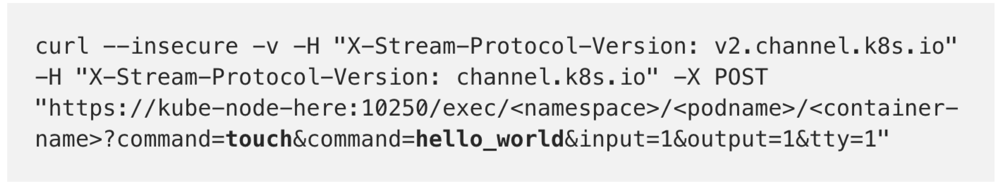 curl --insecure -v -H "X-Stream-Protocol-Version: v2.channel.k8s.io"
-H "X-Stream-Protocol-Version: channel.k8s.io" -X POST
"https://kube-node-here:10250/exec/<namespace>/<podname>/<container-
name>?command=touch&command=hello_world&input=1&output=1&tty=1"